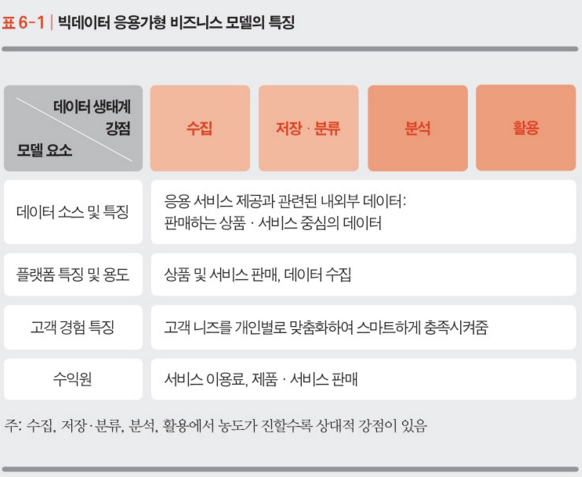 표 6-1 | 빅데이터 응용가형 비즈니스 모델의 특징
데이터 생태계
강점
모델 요소
수집
저장 · 분류
분석
활용
데이터 소스 및 특징
응용 서비스 제공과 관련된 내외부 데이터:
판매하는 상품 · 서비스 중심의 데이터
플랫폼 특징 및 용도
상품 및 서비스 판매, 데이터 수집
고객 경험 특징
고객 니즈를 개인별로 맞춤화하여 스마트하게 충족시켜줌
수익원
서비스 이용료, 제품 · 서비스 판매
주: 수집, 저장·분류, 분석, 활용에서 농도가 진할수록 상대적 강점이 있음